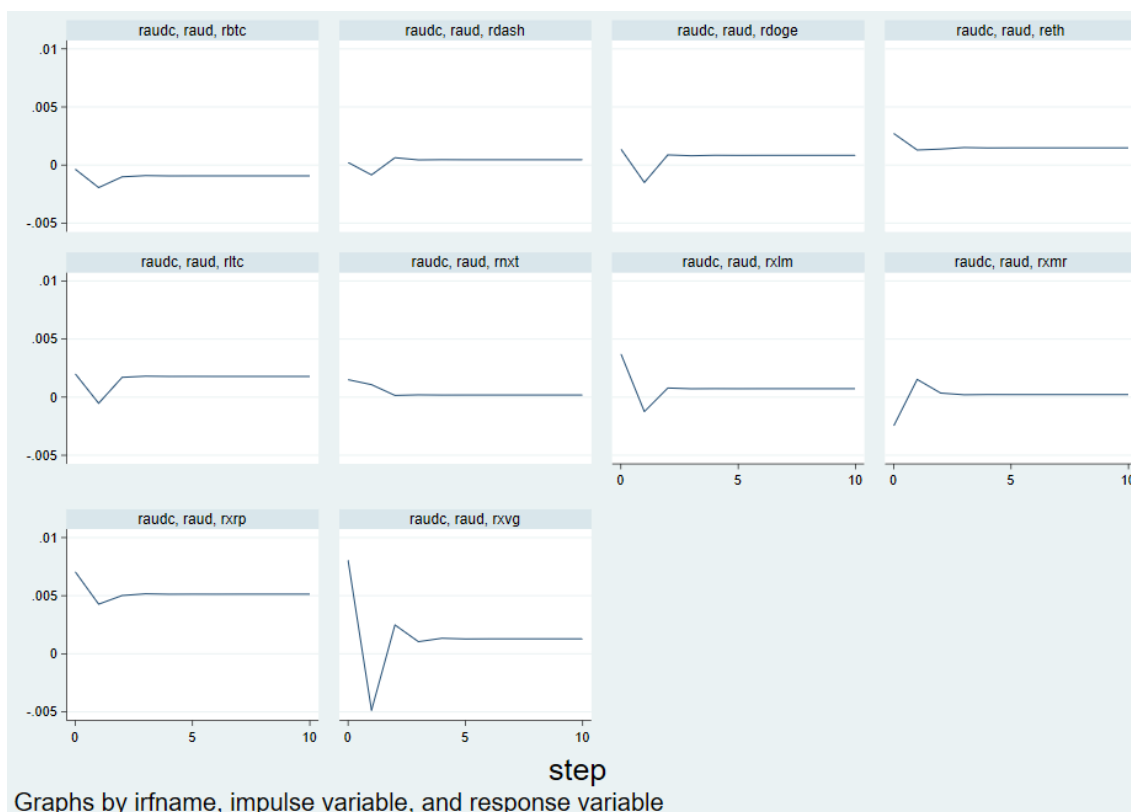 raudc, raud, rbtc
raudc, raud, rdash
raudc, raud, rdoge
raudc, raud, reth
.01
.005
0
-.005
raudc, raud, rltc
raudc, raud, rnxt
raudc, raud, rxlm
raudc, raud, rxmr
.01
.005
0
-.005
0 5 10
0 5 10
raudc, raud, rxrp
raudc, raud, rxvg
.01
.005
0
-.005
0 5 10
0 5 10
step
Graphs by irfname, impulse variable, and response variable